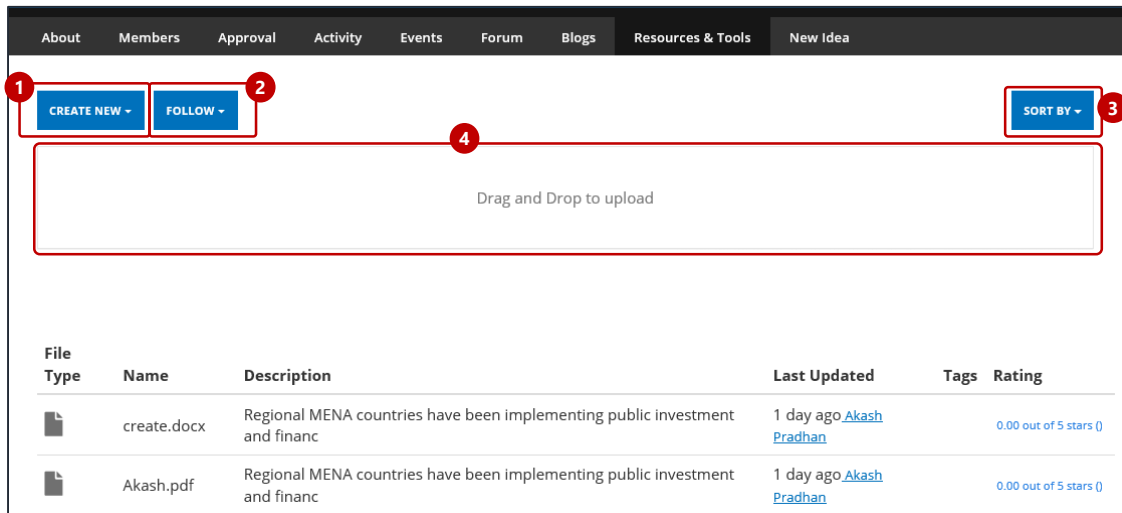 About Members Approval Activity Events Forum Blogs Resources & Tools New Idea
1 2
CREATE NEW FOLLOW SORT BY 3
4
Drag and Drop to upload
File
Type Name Description Last Updated Tags Rating
create.docx Regional MENA countries have been implementing public investment 1 day ago Akash 0.00 out of 5 stars ()
and financ Pradhan
Akash.pdf Regional MENA countries have been implementing public investment 1 day ago Akash 0.00 out of 5 stars ()
and financ Pradhan